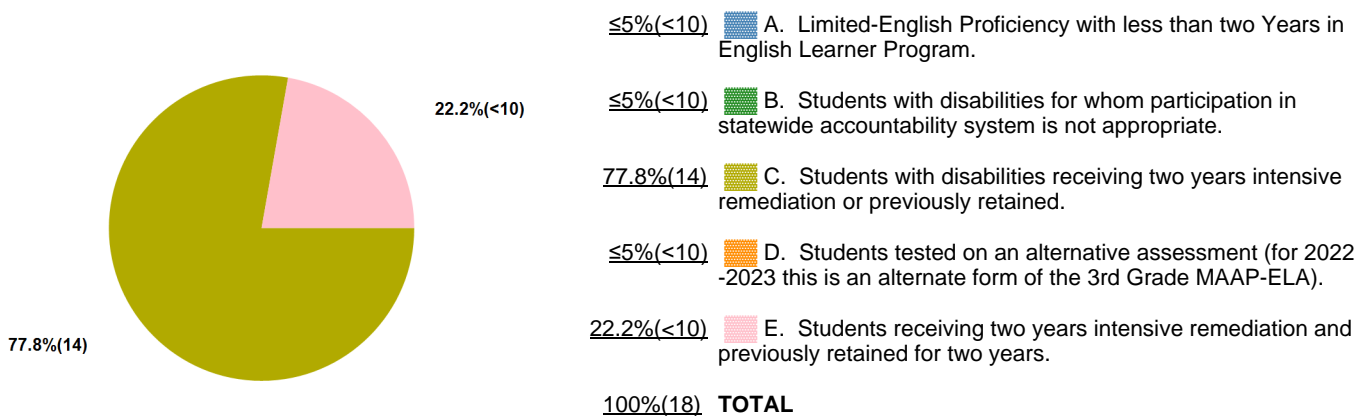 22.2%(<10)
77.8%(14)
≤5%(<10) A. Limited-English Proficiency with less than two Years in
English Learner Program.
≤5%(<10) B. Students with disabilities for whom participation in
statewide accountability system is not appropriate.
77.8%(14) C. Students with disabilities receiving two years intensive
remediation or previously retained.
≤5%(<10) D. Students tested on an alternative assessment (for 2022
-2023 this is an alternate form of the 3rd Grade MAAP-ELA).
22.2%(<10) E. Students receiving two years intensive remediation and
previously retained for two years.
100%(18) TOTAL